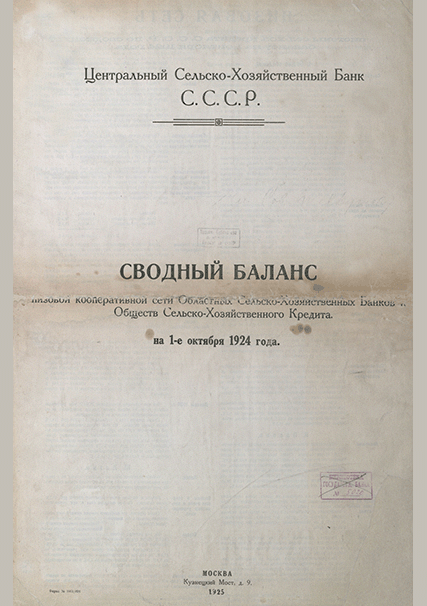 Центральный Сельско-Хозяйственный Банк
С. С. С. Р.
СВОДНЫЙ БАЛАНС
низовой кооперативной сети Областных Сельско-Хозяйственных Банков и
Обществ Сельско-Хозяйственного Кредита.
на 1-е октября 1924 года.
МОСКВА
Кузнецкий Мост, д. 9.
1925